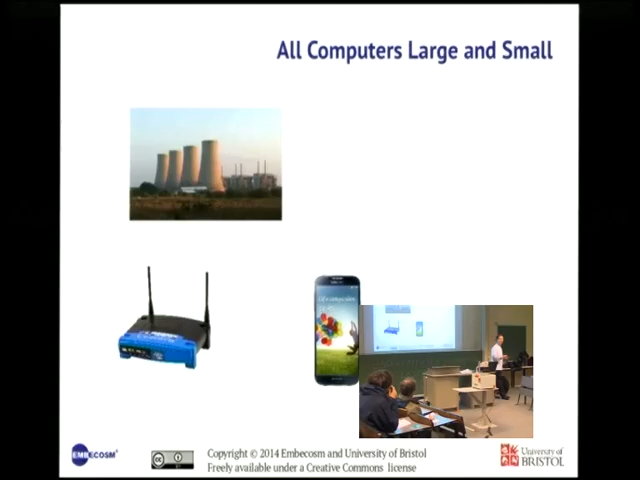 All Computers Large and Small
EMBECOSM®
Copyright © 2014 Embecosm and University of Bristol
Freely available under a Creative Commons license
University of
BRISTOL